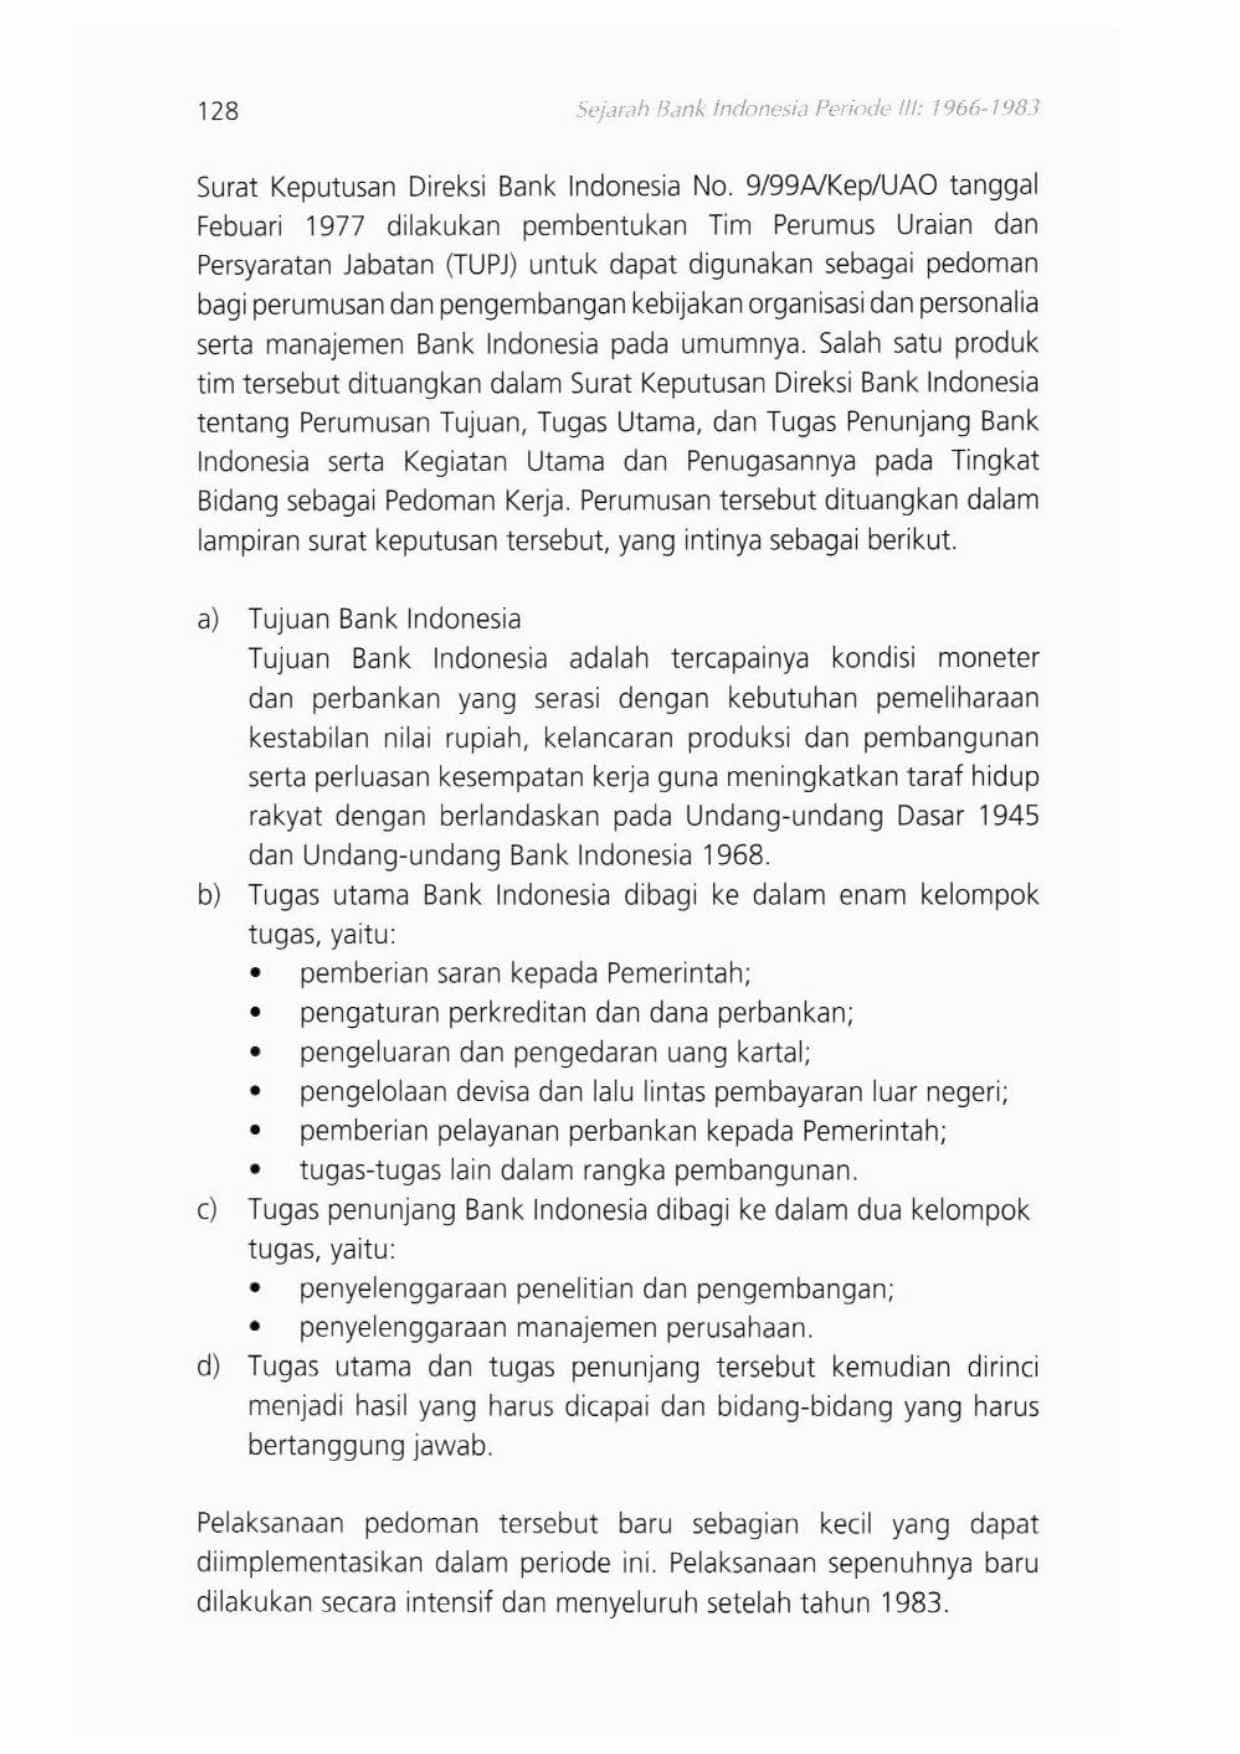 128
Sejarah Bank Indonesia Periode III: 1966-1983
Surat Keputusan Direksi Bank Indonesia No. 9/99A/Kep/UAO tanggal
Febuari 1977 dilakukan pembentukan Tim Perumus Uraian dan
Persyaratan Jabatan (TUPJ) untuk dapat digunakan sebagai pedoman
bagi perumusan dan pengembangan kebijakan organisasi dan personalia
serta manajemen Bank Indonesia pada umumnya. Salah satu produk
tim tersebut dituangkan dalam Surat Keputusan Direksi Bank Indonesia
tentang Perumusan Tujuan, Tugas Utama, dan Tugas Penunjang Bank
Indonesia serta Kegiatan Utama dan Penugasannya pada Tingkat
Bidang sebagai Pedoman Kerja. Perumusan tersebut dituangkan dalam
lampiran surat keputusan tersebut, yang intinya sebagai berikut.
a) Tujuan Bank Indonesia
Tujuan Bank Indonesia adalah tercapainya kondisi moneter
dan perbankan yang serasi dengan kebutuhan pemeliharaan
kestabilan nilai rupiah, kelancaran produksi dan pembangunan
serta perluasan kesempatan kerja guna meningkatkan taraf hidup
rakyat dengan berlandaskan pada Undang-undang Dasar 1945
dan Undang-undang Bank Indonesia 1968.
b) Tugas utama Bank Indonesia dibagi ke dalam enam kelompok
tugas, yaitu:
• pemberian saran kepada Pemerintah;
• pengaturan perkreditan dan dana perbankan;
• pengeluaran dan pengedaran uang kartal;
• pengelolaan devisa dan lalu lintas pembayaran luar negeri;
• pemberian pelayanan perbankan kepada Pemerintah;
• tugas-tugas lain dalam rangka pembangunan.
c) Tugas penunjang Bank Indonesia dibagi ke dalam dua kelompok
tugas, yaitu:
• penyelenggaraan penelitian dan pengembangan;
• penyelenggaraan manajemen perusahaan.
d) Tugas utama dan tugas penunjang tersebut kemudian dirinci
menjadi hasil yang harus dicapai dan bidang-bidang yang harus
bertanggung jawab.
Pelaksanaan pedoman tersebut baru sebagian kecil yang dapat
diimplementasikan dalam periode ini. Pelaksanaan sepenuhnya baru
dilakukan secara intensif dan menyeluruh setelah tahun 1983.